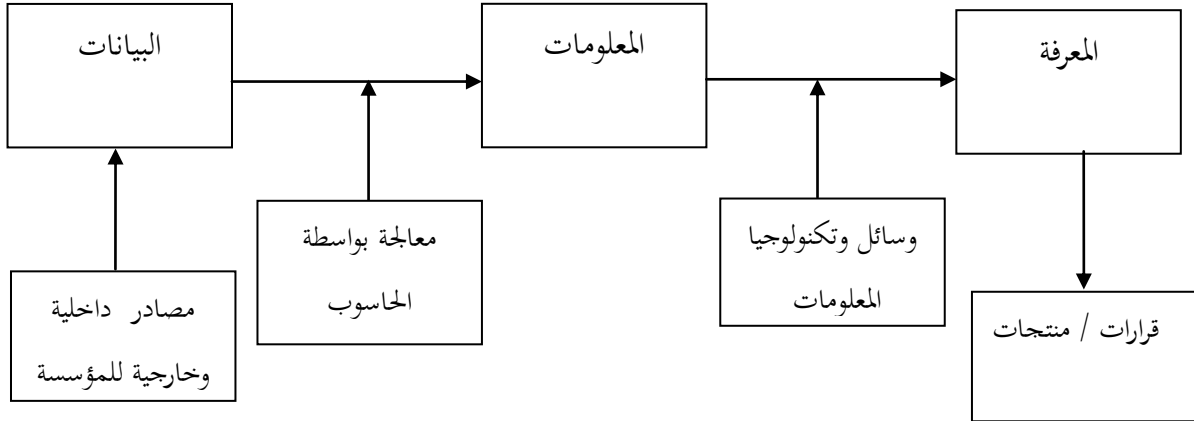 البيانات
المعلومات
المعرفة
معالجة بواسطة
الحاسوب
وسائل وتكنولوجيا
المعلومات
مصادر داخلية
وخارجية للمؤسسة
قرارات / منتجات